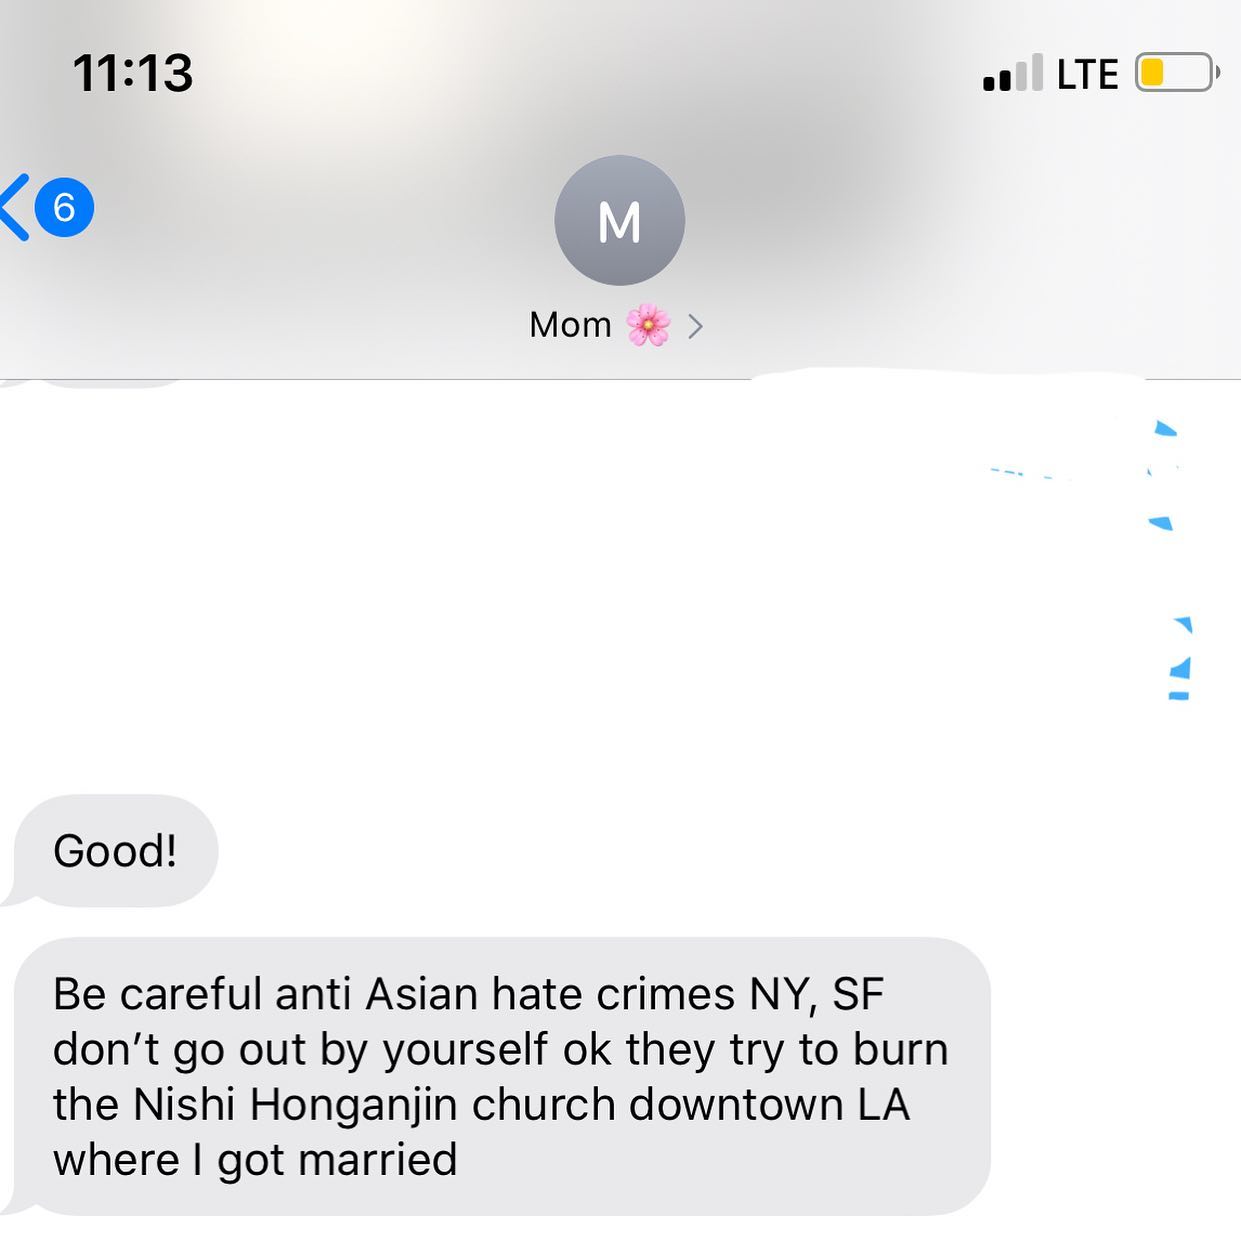 11:13
LTE
6
M
Mom 🌸
Good!
Be careful anti Asian hate crimes NY, SF
don’t go out by yourself ok they try to burn
the Nishi Honganjin church downtown LA
where I got married